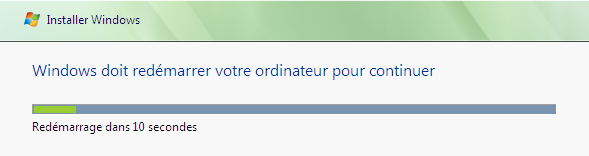 Installer Windows
Windows doit redémarrer votre ordinateur pour continuer
Redémarrage dans 10 secondes